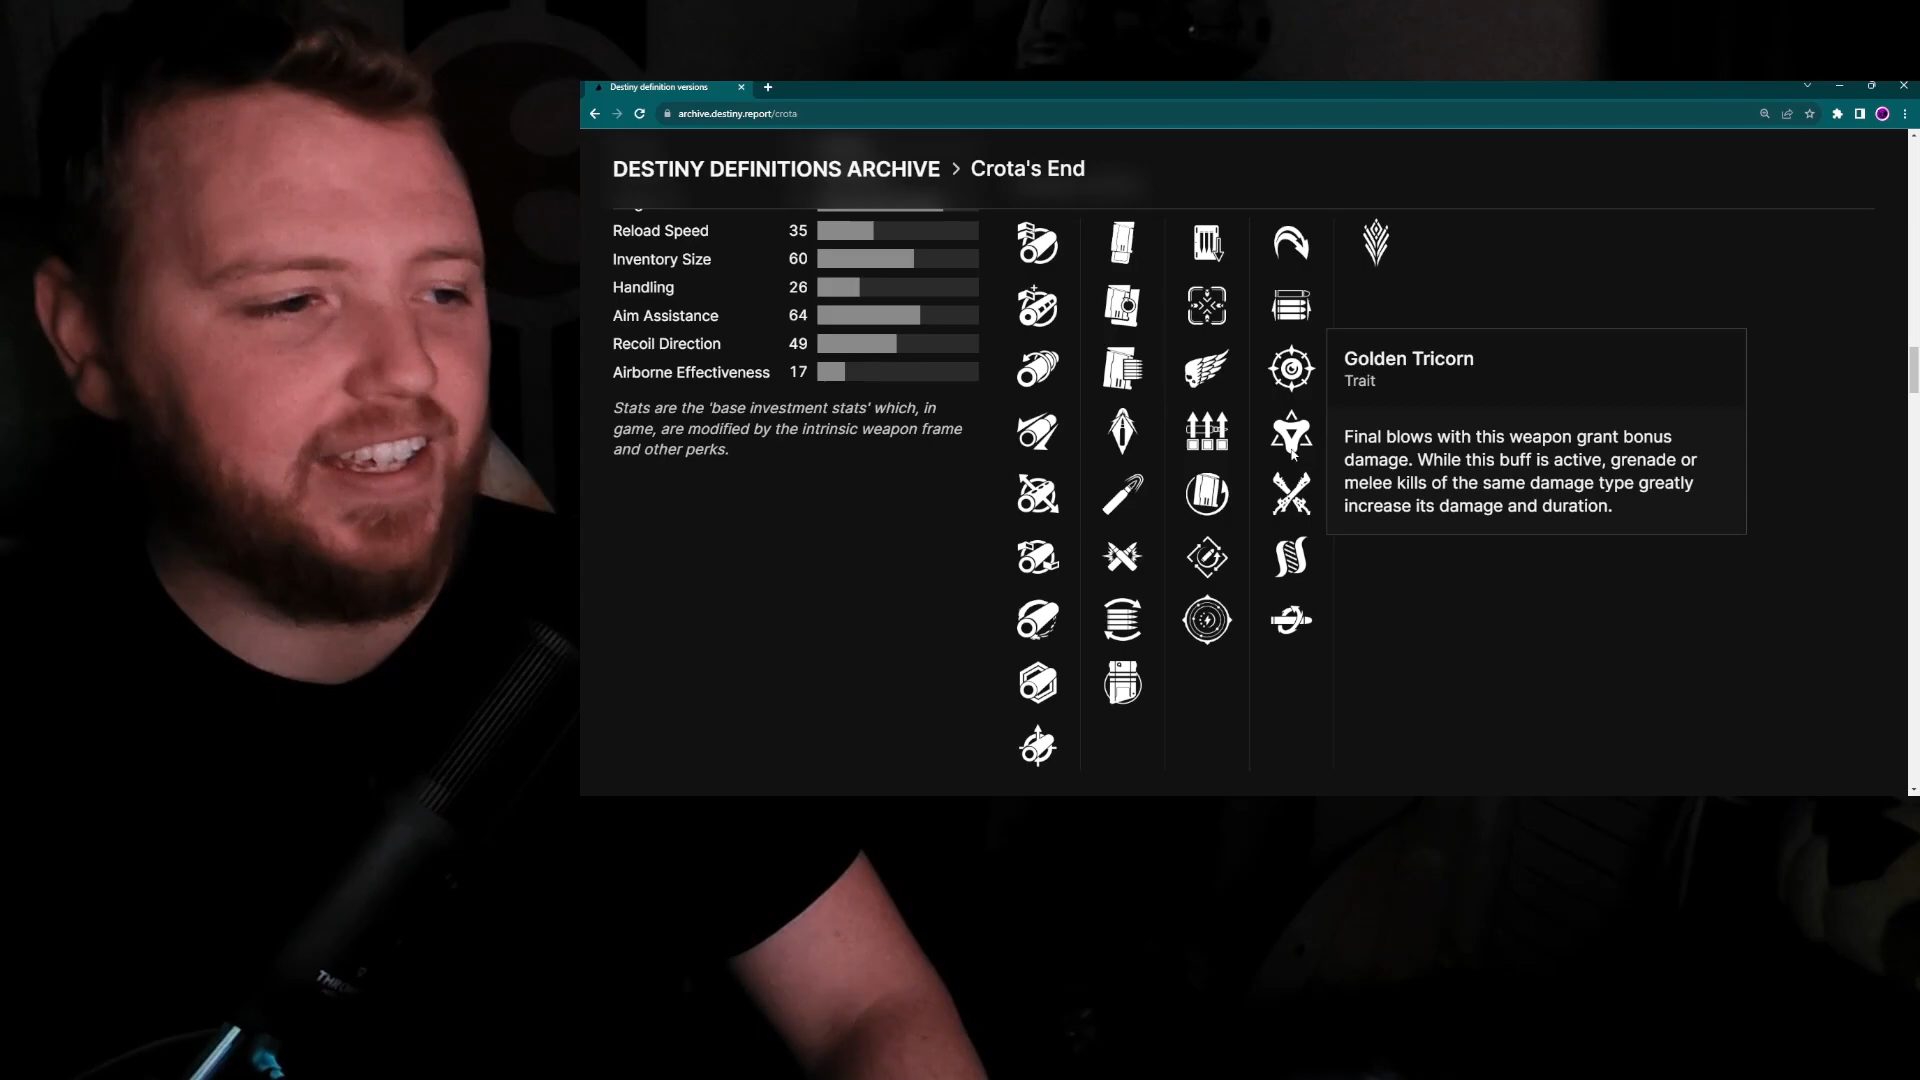 Destiny definition versions
archive.destiny.report/crota
DESTINY DEFINITIONS ARCHIVE > Crota's End
Reload Speed 35
Inventory Size 60
Handling 26
Aim Assistance 64
Recoil Direction 49
Airborne Effectiveness 17
Stats are the 'base investment stats' which, in
game, are modified by the intrinsic weapon frame
and other perks.
Golden Tricorn
Trait
Final blows with this weapon grant bonus
damage. While this buff is active, grenade or
melee kills of the same damage type greatly
increase its damage and duration.